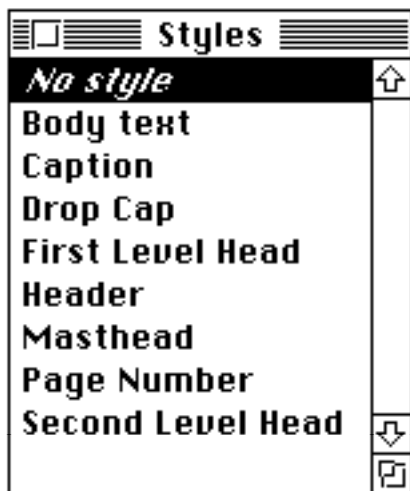 Styles
No style
Body text
Caption
Drop Cap
First Level Head
Header
Masthead
Page Number
Second Level Head